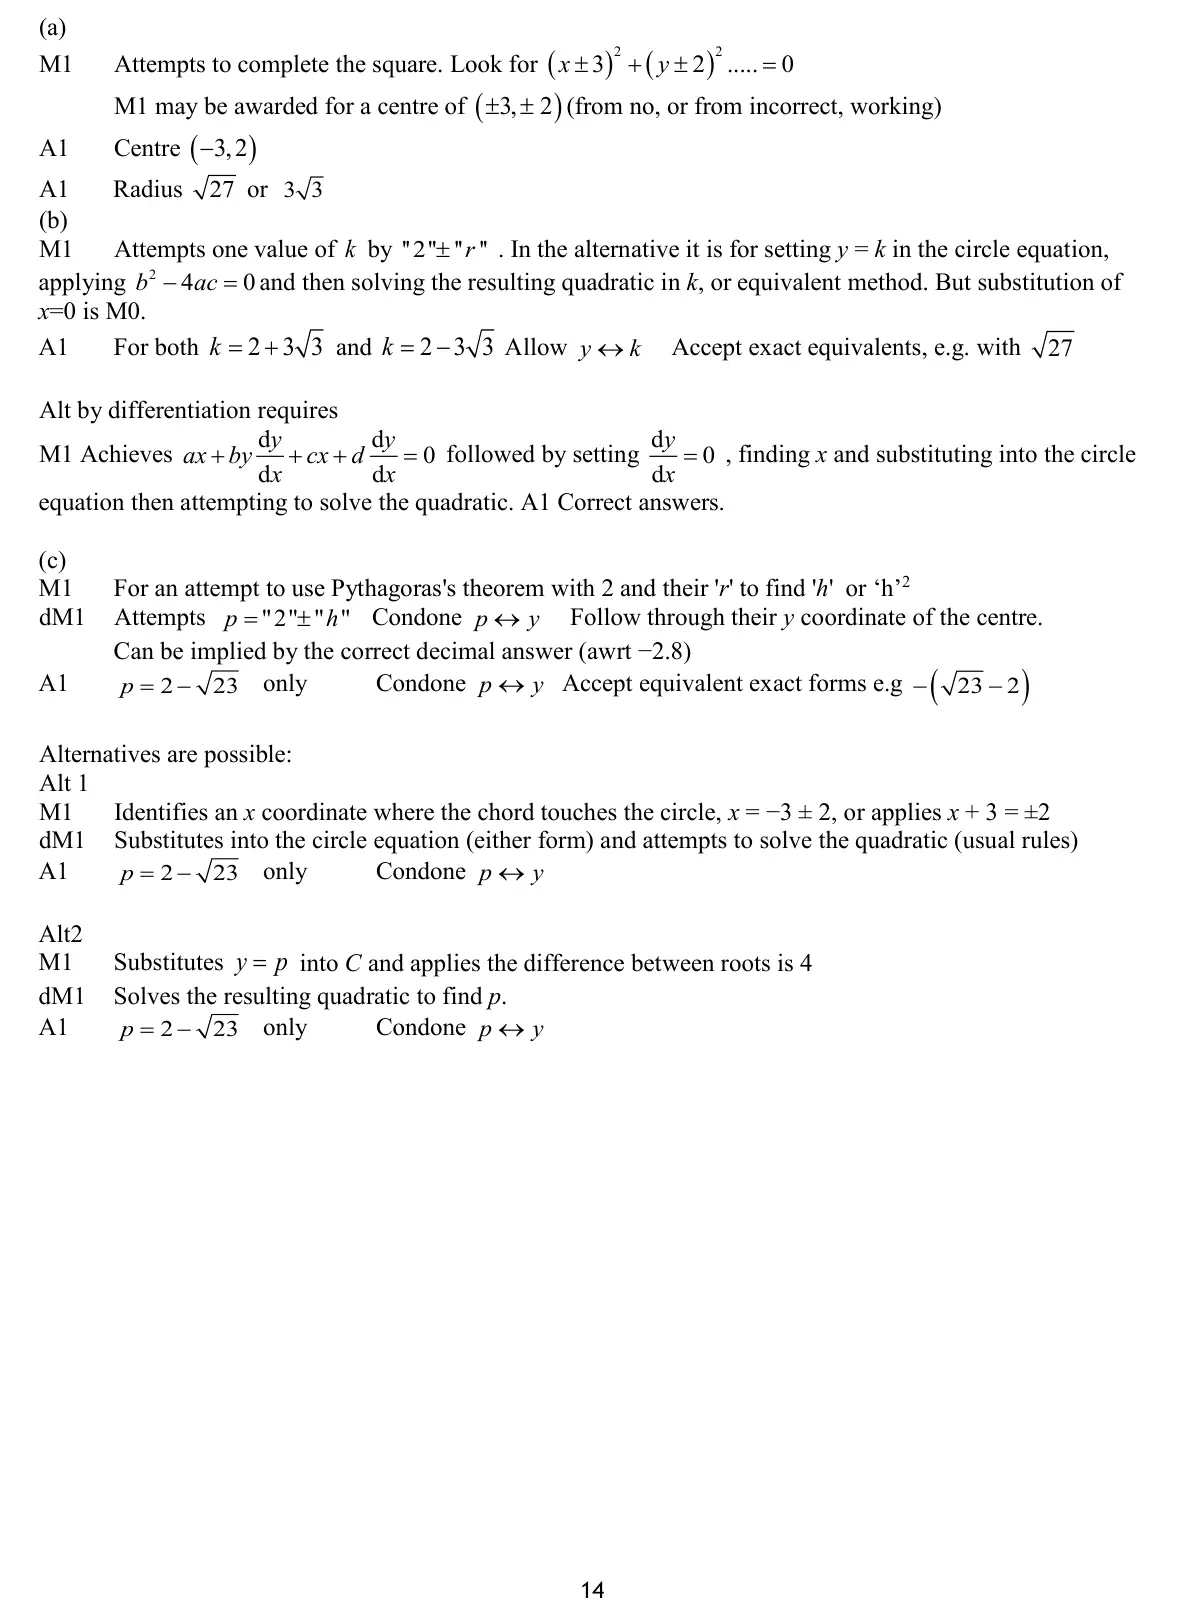 (a)
M1 Attempts to complete the square. Look for (x ± 3)² + (y ± 2)² ..... = 0
M1 may be awarded for a centre of (±3, ± 2) (from no, or from incorrect, working)
A1 Centre (−3, 2)
A1 Radius √27 or 3√3
(b)
M1 Attempts one value of k by "2"± "r" . In the alternative it is for setting y = k in the circle equation,
applying b² − 4ac = 0 and then solving the resulting quadratic in k, or equivalent method. But substitution of
x=0 is M0.
A1 For both k = 2 + 3√3 and k = 2 − 3√3 Allow y ↔ k Accept exact equivalents, e.g. with √27
Alt by differentiation requires
M1 Achieves ax + by dy/dx + cx + d dy/dx = 0 followed by setting dy/dx = 0 , finding x and substituting into the circle
equation then attempting to solve the quadratic. A1 Correct answers.
(c)
M1 For an attempt to use Pythagoras's theorem with 2 and their 'r' to find 'h' or ‘h’²
dM1 Attempts p = "2"± "h" Condone p ↔ y Follow through their y coordinate of the centre.
Can be implied by the correct decimal answer (awrt −2.8)
A1 p = 2 − √23 only Condone p ↔ y Accept equivalent exact forms e.g −(√23 − 2)
Alternatives are possible:
Alt 1
M1 Identifies an x coordinate where the chord touches the circle, x = −3 ± 2, or applies x + 3 = ±2
dM1 Substitutes into the circle equation (either form) and attempts to solve the quadratic (usual rules)
A1 p = 2 − √23 only Condone p ↔ y
Alt2
M1 Substitutes y = p into C and applies the difference between roots is 4
dM1 Solves the resulting quadratic to find p.
A1 p = 2 − √23 only Condone p ↔ y
14